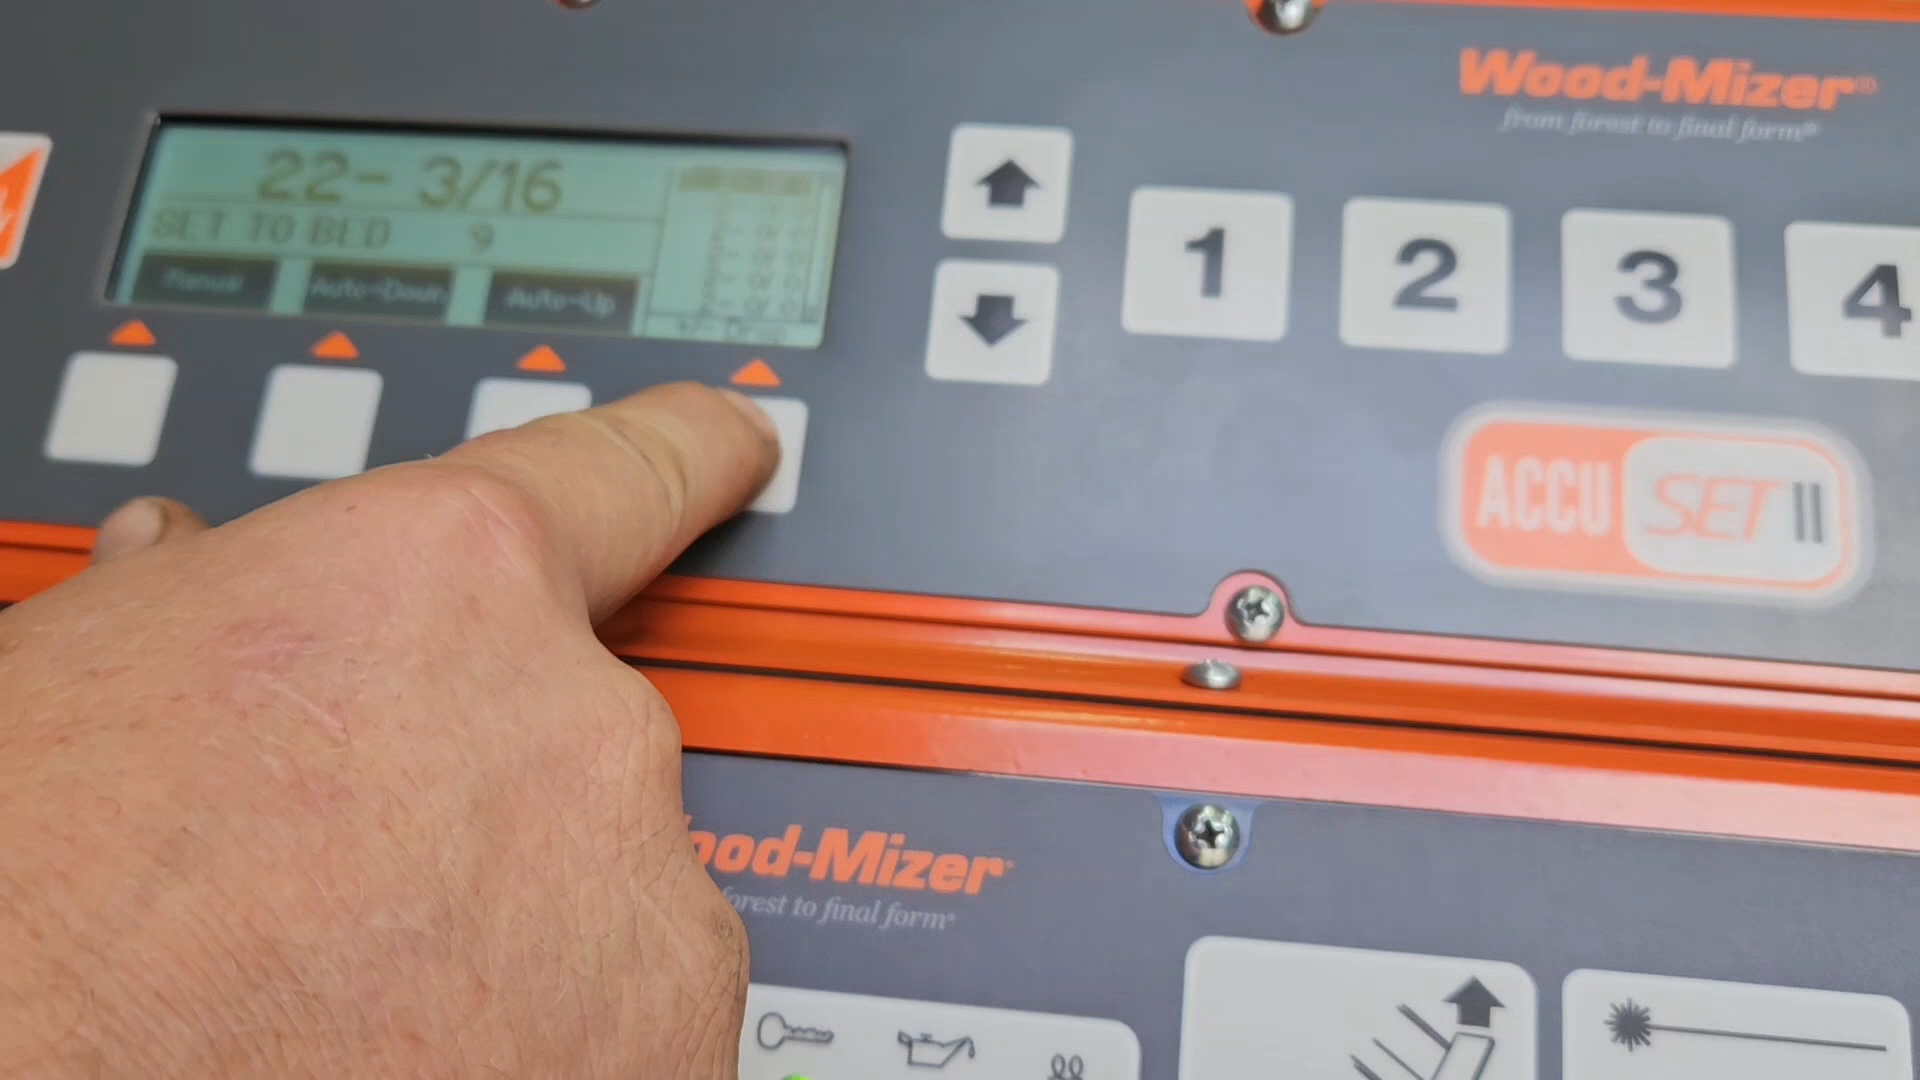 22- 3/16
SET TO BED 9
Manual Auto-Down Auto-Up
Wood-Mizer®
from forest to final form®
1 2 3 4
ACCU SET II
ood-Mizer
orest to final form